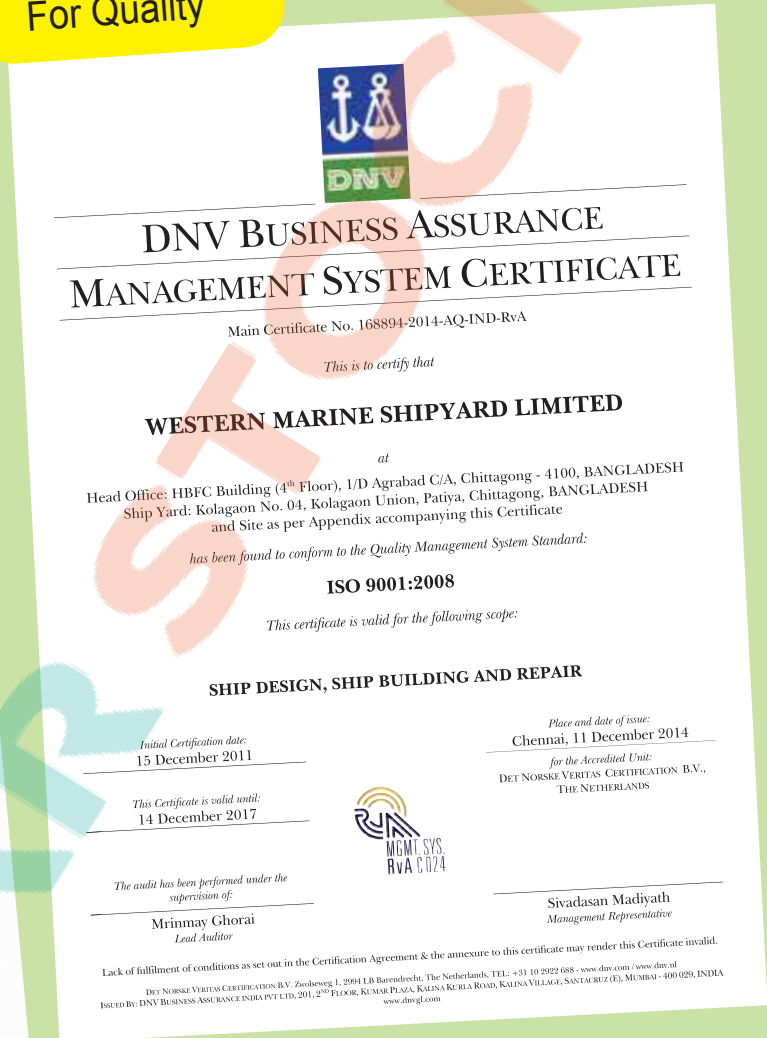 For Quality
DNV
DNV BUSINESS ASSURANCE
MANAGEMENT SYSTEM CERTIFICATE
Main Certificate No. 168894-2014-AQ-IND-RvA
This is to certify that
WESTERN MARINE SHIPYARD LIMITED
at
Head Office: HBFC Building (4th Floor), 1/D Agrabad C/A, Chittagong - 4100, BANGLADESH
Ship Yard: Kolagaon No. 04, Kolagaon Union, Patiya, Chittagong, BANGLADESH
and Site as per Appendix accompanying this Certificate
has been found to conform to the Quality Management System Standard:
ISO 9001:2008
This certificate is valid for the following scope:
SHIP DESIGN, SHIP BUILDING AND REPAIR
Initial Certification date:
15 December 2011
Place and date of issue:
Chennai, 11 December 2014
for the Accredited Unit:
DET NORSKE VERITAS CERTIFICATION B.V.,
THE NETHERLANDS
This Certificate is valid until:
14 December 2017
RvA
MGMT. SYS.
RvA C 024
The audit has been performed under the
supervision of:
Mrinmay Ghorai
Lead Auditor
Sivadasan Madiyath
Management Representative
Lack of fulfilment of conditions as set out in the Certification Agreement & the annexure to this certificate may render this Certificate invalid.
DET NORSKE VERITAS CERTIFICATION B.V. Zwolseweg 1, 2994 LB Barendrecht, The Netherlands, TEL: +31 10 2922 688 - www.dnv.com / www.dnv.nl
ISSUED BY: DNV BUSINESS ASSURANCE INDIA PVT LTD, 201, 2ND FLOOR, KUMAR PLAZA, KALINA KURLA ROAD, KALINA VILLAGE, SANTACRUZ (E), MUMBAI - 400 029, INDIA
www.dnvgl.com
R STOC